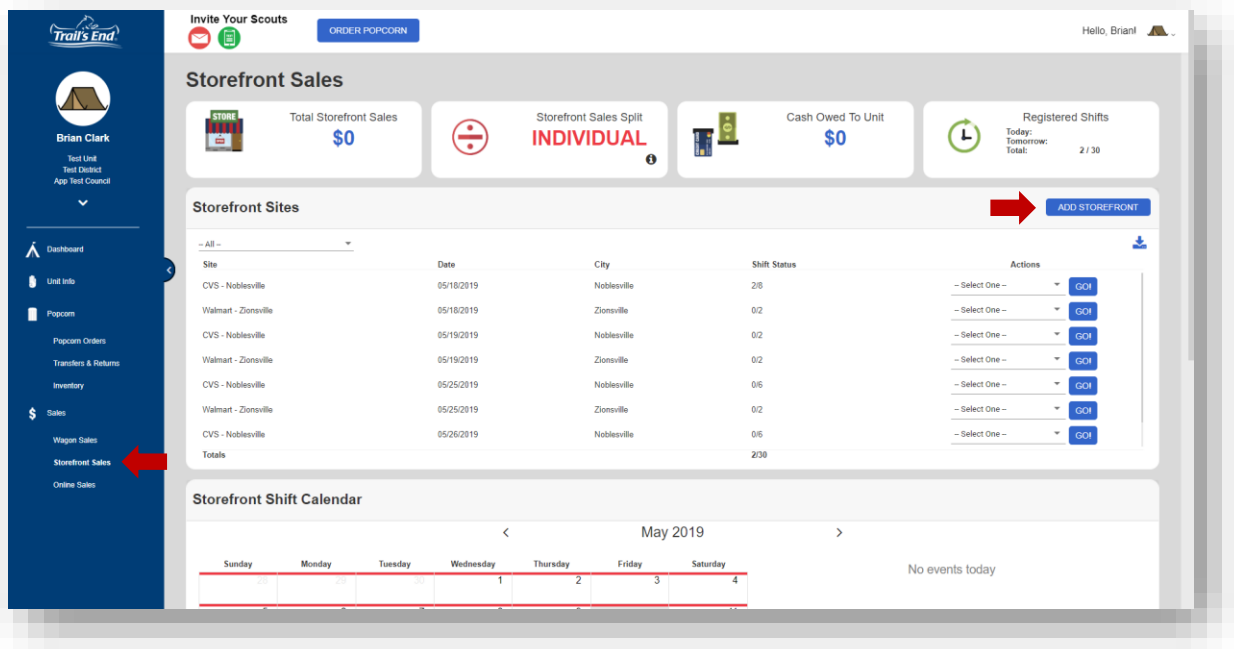 Trail's End
Invite Your Scouts
ORDER POPCORN
Hello, Brian!
Brian Clark
Test Unit
Test District
App Test Council
Dashboard
Unit Info
Popcorn
Popcorn Orders
Transfers & Returns
Inventory
$ Sales
Wagon Sales
Storefront Sales
Online Sales
Storefront Sales
STORE
Total Storefront Sales
$0
Storefront Sales Split
INDIVIDUAL
Cash Owed To Unit
$0
Registered Shifts
Today:
Tomorrow:
Total: 2 / 30
Storefront Sites
ADD STOREFRONT
-- All --
Site Date City Shift Status Actions
CVS - Noblesville 05/18/2019 Noblesville 2/8 -- Select One -- GO!
Walmart - Zionsville 05/18/2019 Zionsville 0/2 -- Select One -- GO!
CVS - Noblesville 05/19/2019 Noblesville 0/2 -- Select One -- GO!
Walmart - Zionsville 05/19/2019 Zionsville 0/2 -- Select One -- GO!
CVS - Noblesville 05/25/2019 Noblesville 0/6 -- Select One -- GO!
Walmart - Zionsville 05/25/2019 Zionsville 0/2 -- Select One -- GO!
CVS - Noblesville 05/26/2019 Noblesville 0/6 -- Select One -- GO!
Totals 2/30
Storefront Shift Calendar
< May 2019 >
Sunday Monday Tuesday Wednesday Thursday Friday Saturday
28 29 30 1 2 3 4
No events today